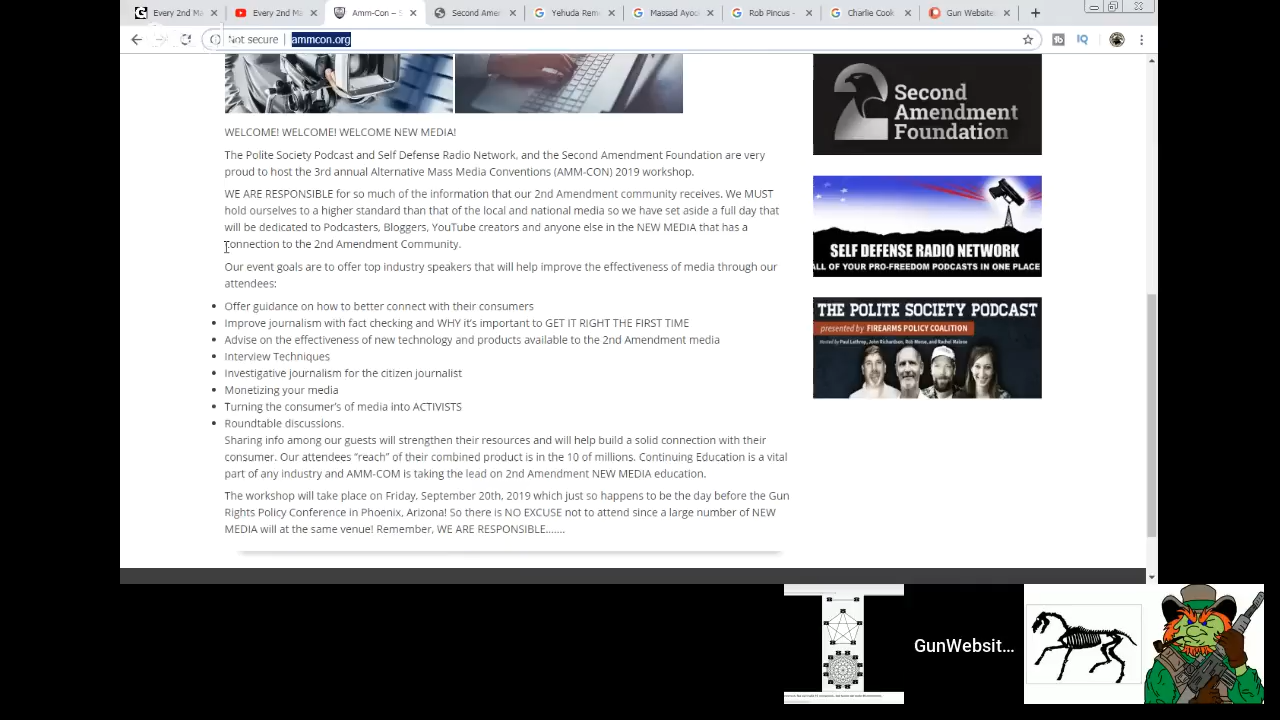 Every 2nd A
ammcon
Second Ame
Yehuda Rem
Massad Ayoo
Rob Pincus -
Charlie Cook
Gun Website
Not secure
ammcon.org
WELCOME! WELCOME! WELCOME NEW MEDIA!
The Polite Society Podcast and Self Defense Radio Network, and the Second Amendment Foundation are very
proud to host the 3rd annual Alternative Mass Media Conventions (AMM-CON) 2019 workshop.
WE ARE RESPONSIBLE for so much of the information that our 2nd Amendment community receives. We MUST
hold ourselves to a higher standard than that of the local and national media so we have set aside a full day that
will be dedicated to Podcasters, Bloggers, YouTube creators and anyone else in the NEW MEDIA that has a
connection to the 2nd Amendment Community.
Our event goals are to offer top industry speakers that will help improve the effectiveness of media through our
attendees:
Offer guidance on how to better connect with their consumers
Improve journalism with fact checking and WHY it's important to GET IT RIGHT THE FIRST TIME
Advise on the effectiveness of new technology and products available to the 2nd Amendment media
Interview techniques
Investigative journalism for the citizen journalist
Monetizing your media
Turning the consumer's of media into ACTIVISTS
Roundtable discussions.
Sharing info among our guests will strengthen their resources and will help build a solid connection with their
consumer. Our attendees “reach” of their combined product is in the 10 of millions. Continuing Education is a vital
part of any industry and AMM-COM is taking the lead on 2nd Amendment NEW MEDIA education.
The workshop will take place on Friday, September 20th, 2019 which just so happens to be the day before the Gun
Rights Policy Conference in Phoenix, Arizona! So there is NO EXCUSE not to attend since a large number of NEW
MEDIA will at the same venue! Remember, WE ARE RESPONSIBLE.......
Second
Amendment
Foundation
SELF DEFENSE RADIO NETWORK
ALL OF YOUR PRO-FREEDOM PODCASTS IN ONE PLACE
THE POLITE SOCIETY PODCAST
presented by FIREARMS POLICY COALITION
Hosted by Paul Lathrop, John Richardson, Rob Morse, and Rachel Malone
GunWebsit...